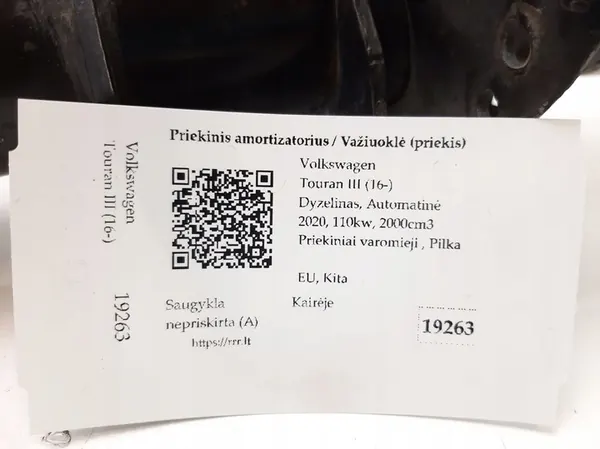 Priekinis amortizatorius / Važiuoklė (priekis)
Volkswagen
Touran III (16-)
Dyzelinas, Automatinė
2020, 110kw, 2000cm3
Priekiniai varomieji , Pilka
EU, Kita
Kairėje
Saugykla
nepriskirta (A)
https://rrr.lt
19263
Volkswagen
Touran III (16-)
19263